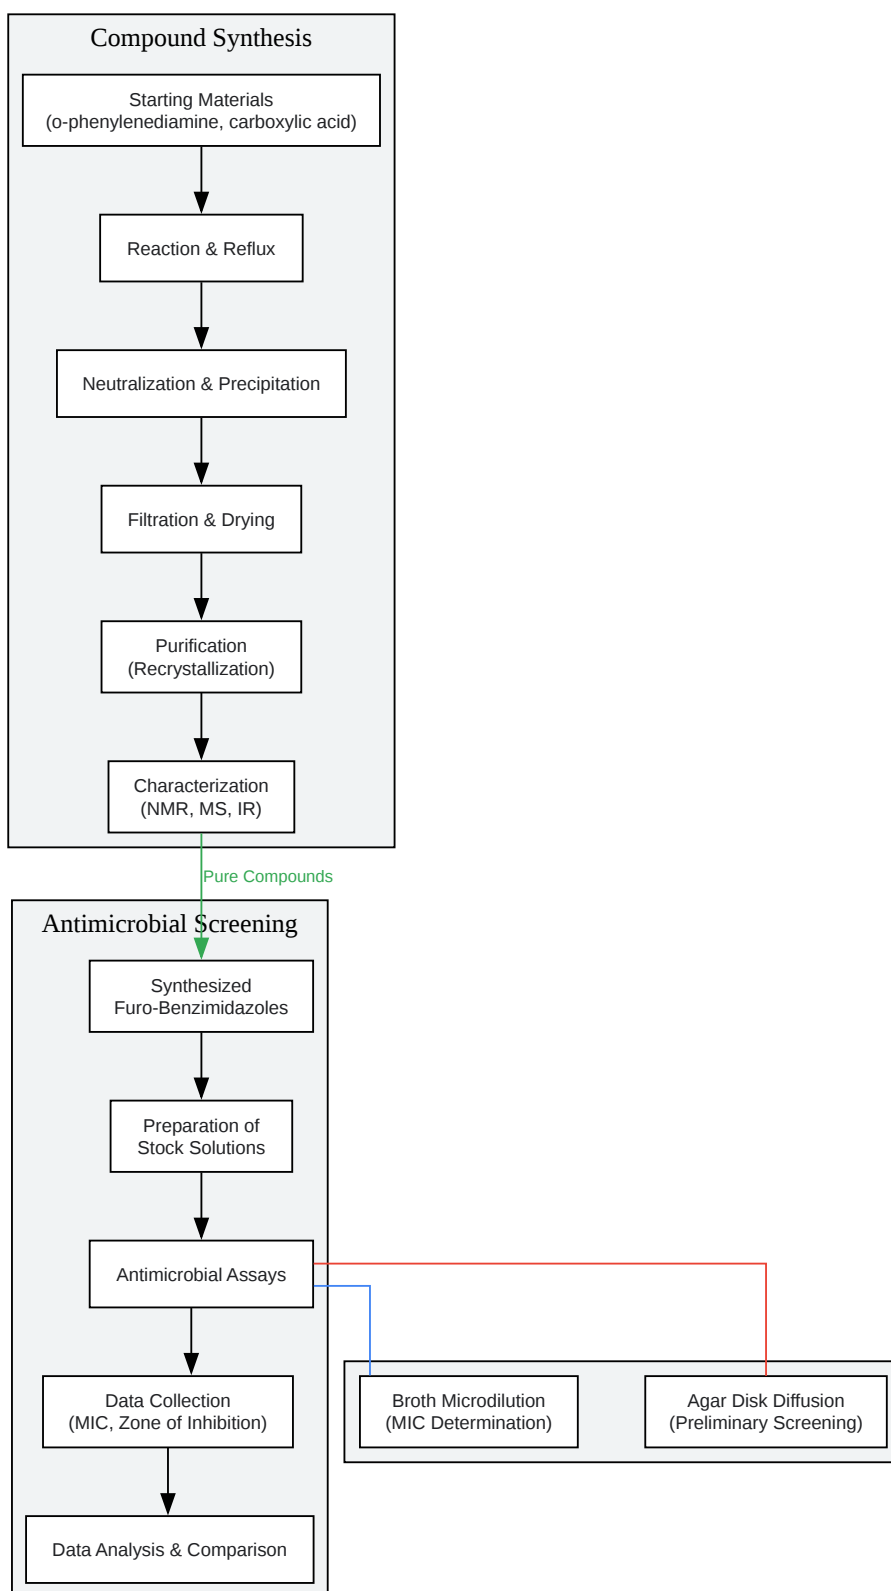 Compound Synthesis
Starting Materials
(o-phenylenediamine, carboxylic acid)
Reaction & Reflux
Neutralization & Precipitation
Filtration & Drying
Purification
(Recrystallization)
Characterization
(NMR, MS, IR)
Pure Compounds
Antimicrobial Screening
Synthesized
Furo-Benzimidazoles
Preparation of
Stock Solutions
Antimicrobial Assays
Data Collection
(MIC, Zone of Inhibition)
Broth Microdilution
(MIC Determination)
Agar Disk Diffusion
(Preliminary Screening)
Data Analysis & Comparison